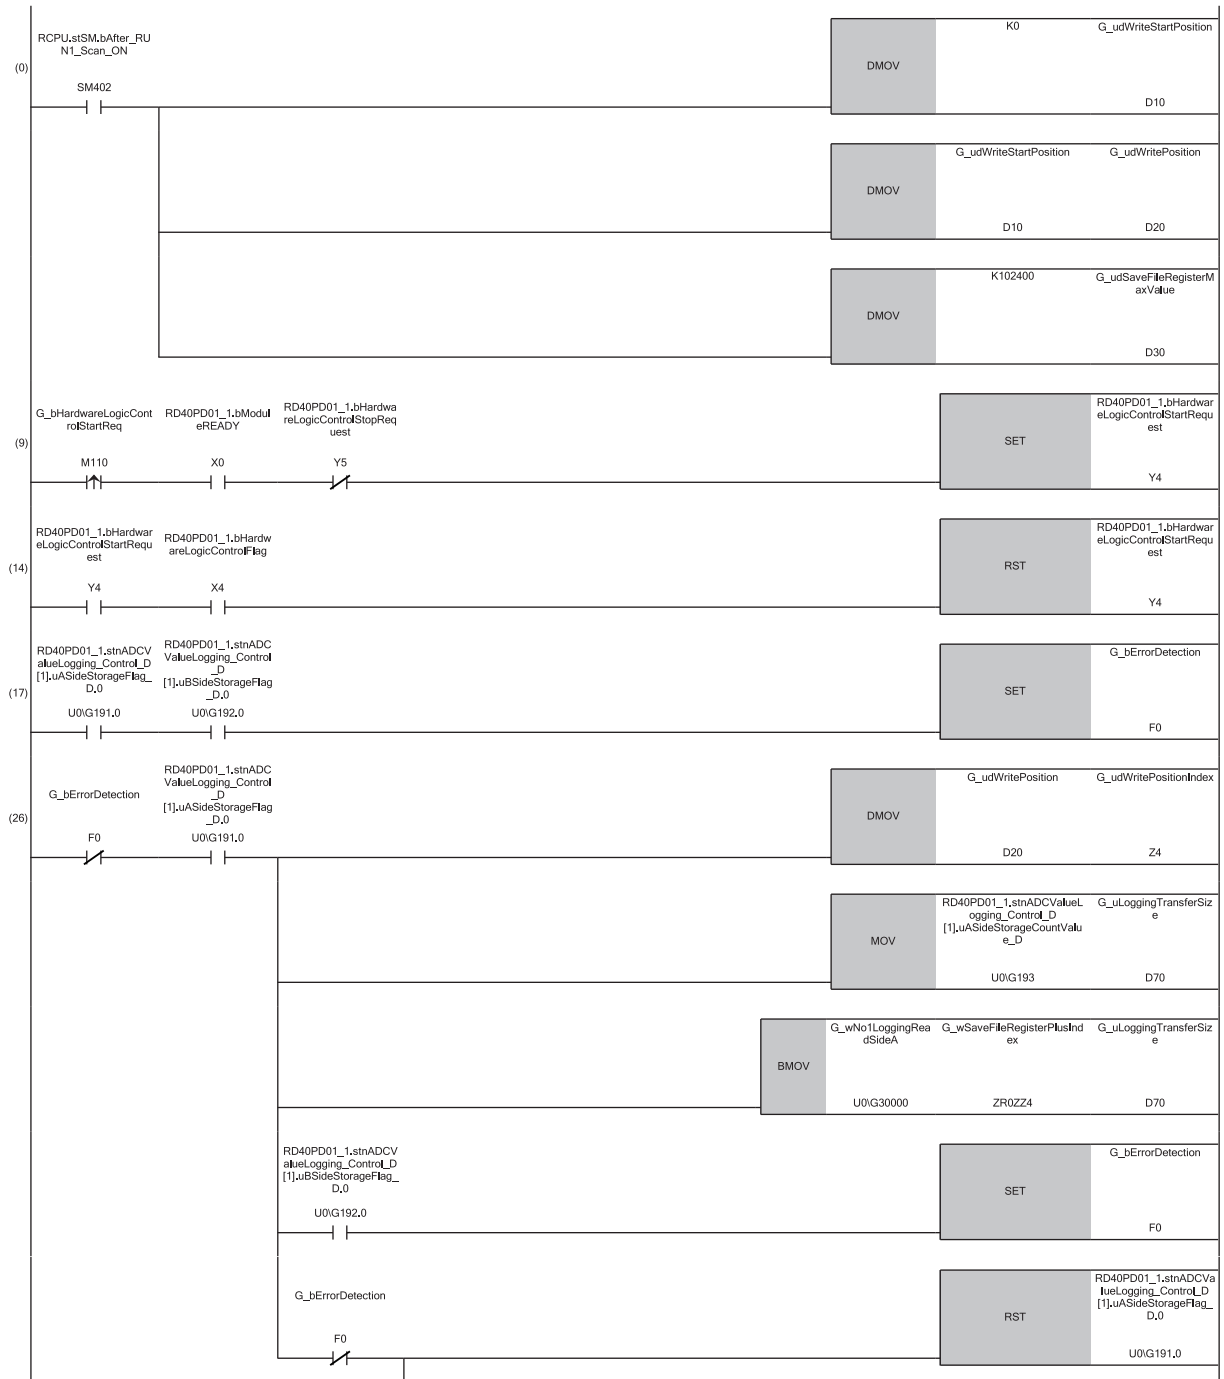 RCPU.stSM.bAfter_RU
N1_Scan_ON
(0)
SM402
DMOV
K0
G_udWriteStartPosition
D10
DMOV
G_udWriteStartPosition
G_udWritePosition
D10
D20
DMOV
K102400
G_udSaveFileRegisterM
axValue
D30
(9)
G_bHardwareLogicCont
rolStartReq
M110
RD40PD01_1.bModul
eREADY
X0
RD40PD01_1.bHardwa
reLogicControlStopReq
uest
Y5
SET
RD40PD01_1.bHardwar
eLogicControlStartRequ
est
Y4
(14)
RD40PD01_1.bHardwar
eLogicControlStartRequ
est
Y4
RD40PD01_1.bHardw
areLogicControlFlag
X4
RST
RD40PD01_1.bHardwar
eLogicControlStartRequ
est
Y4
(17)
RD40PD01_1.stnADCV
alueLogging_Control_D
[1].uASideStorageFlag_
D.0
U0\G191.0
RD40PD01_1.stnADC
ValueLogging_Control
_D
[1].uBSideStorageFlag
_D.0
U0\G192.0
SET
G_bErrorDetection
F0
(26)
G_bErrorDetection
F0
RD40PD01_1.stnADC
ValueLogging_Control
_D
[1].uASideStorageFlag
_D.0
U0\G191.0
DMOV
G_udWritePosition
G_udWritePositionIndex
D20
Z4
MOV
RD40PD01_1.stnADCValueL
ogging_Control_D
[1].uASideStorageCountValu
e_D
U0\G193
G_uLoggingTransferSiz
e
D70
BMOV
G_wNo1LoggingRea
dSideA
U0\G30000
G_wSaveFileRegisterPlusInd
ex
ZR0ZZ4
G_uLoggingTransferSiz
e
D70
RD40PD01_1.stnADCV
alueLogging_Control_D
[1].uBSideStorageFlag_
D.0
U0\G192.0
SET
G_bErrorDetection
F0
G_bErrorDetection
F0
RST
RD40PD01_1.stnADCVa
lueLogging_Control_D
[1].uASideStorageFlag_
D.0
U0\G191.0